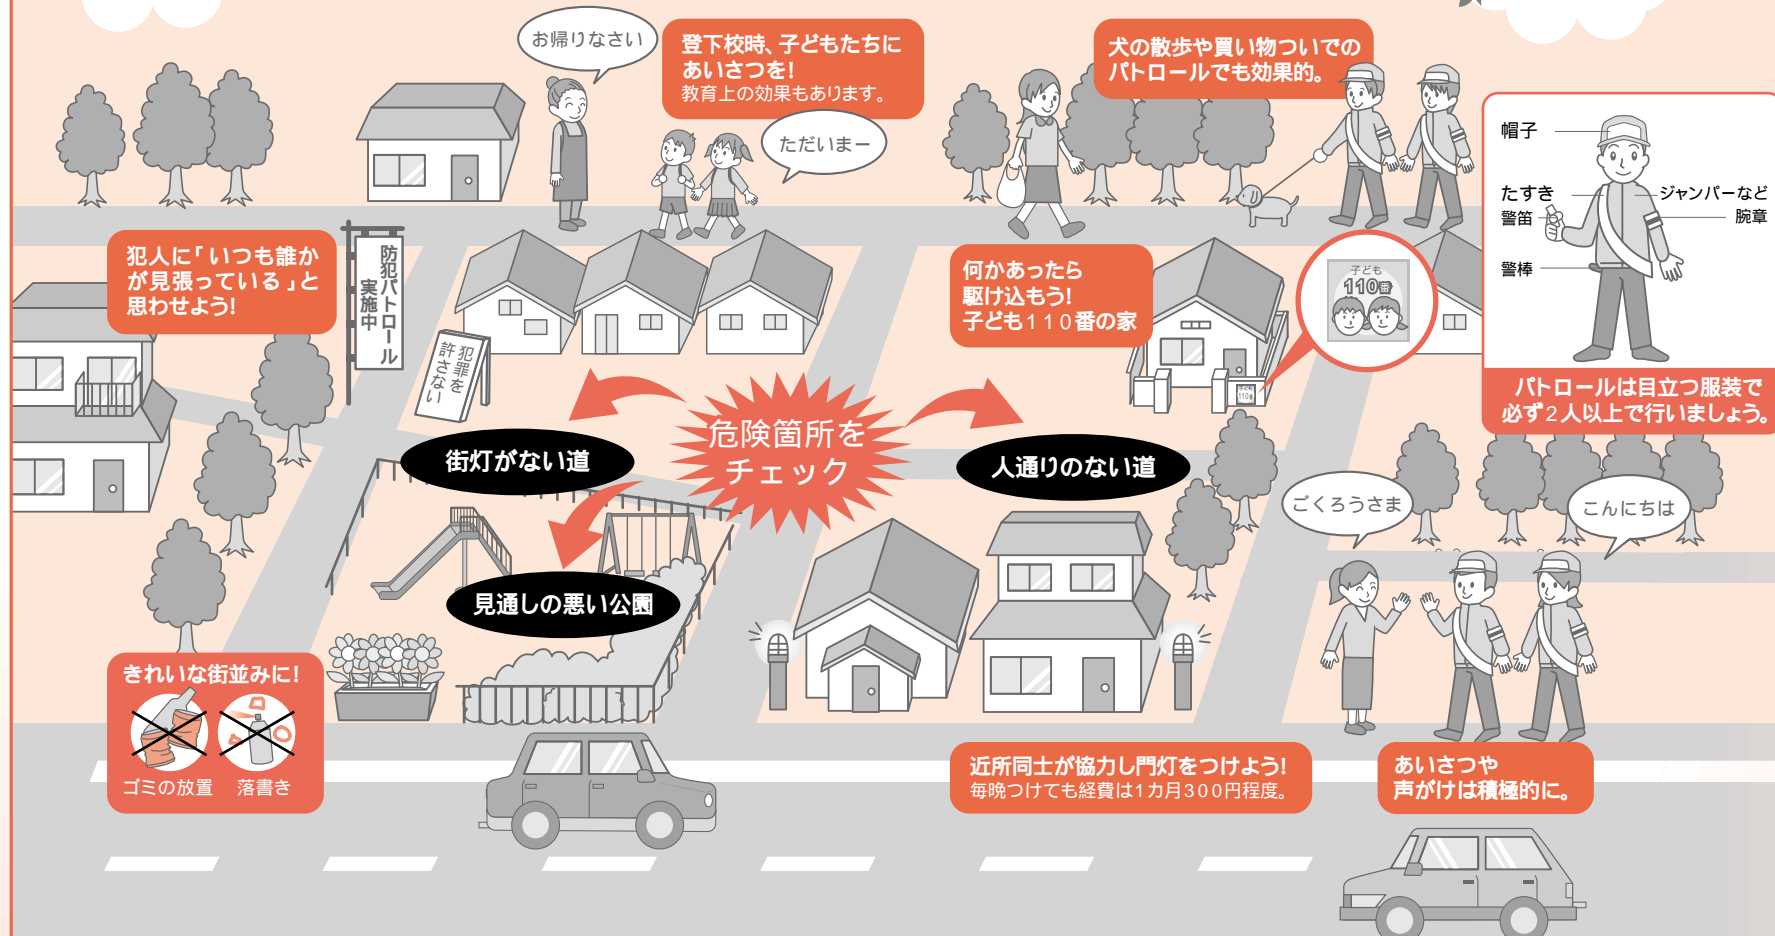 お帰りなさい
登下校時、子どもたちに
あいさつを!
教育上の効果もあります。
ただいまー
犬の散歩や買い物ついでの
パトロールでも効果的。
帽子
たすき
警笛
警棒
ジャンパーなど
腕章
パトロールは目立つ服装で
必ず2人以上で行いましょう。
犯人に「いつも誰か
が見張っている」と
思わせよう!
防犯パトロール
実施中
犯罪を
許さない
何かあったら
駆け込もう!
子ども110番の家
子ども
110番
子ども
110番
危険箇所を
チェック
街灯がない道
人通りのない道
見通しの悪い公園
ごくろうさま
こんにちは
きれいな街並みに!
ゴミの放置
落書き
近所同士が協力し門灯をつけよう!
毎晩つけても経費は1カ月300円程度。
あいさつや
声がけは積極的に。